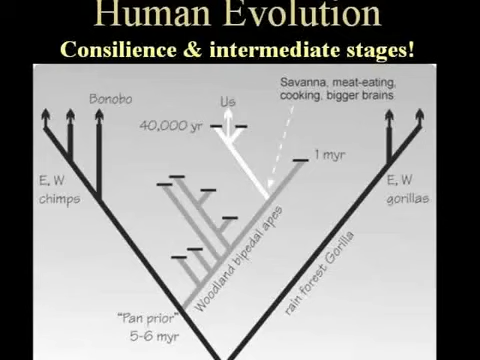 Human Evolution
Consilience & intermediate stages!
Savanna, meat-eating,
cooking, bigger brains
Bonobo
Us
40,000 yr
1 myr
E, W
chimps
E, W
gorillas
Woodland bipedal apes
rain forest Gorilla
"Pan prior"
5-6 myr